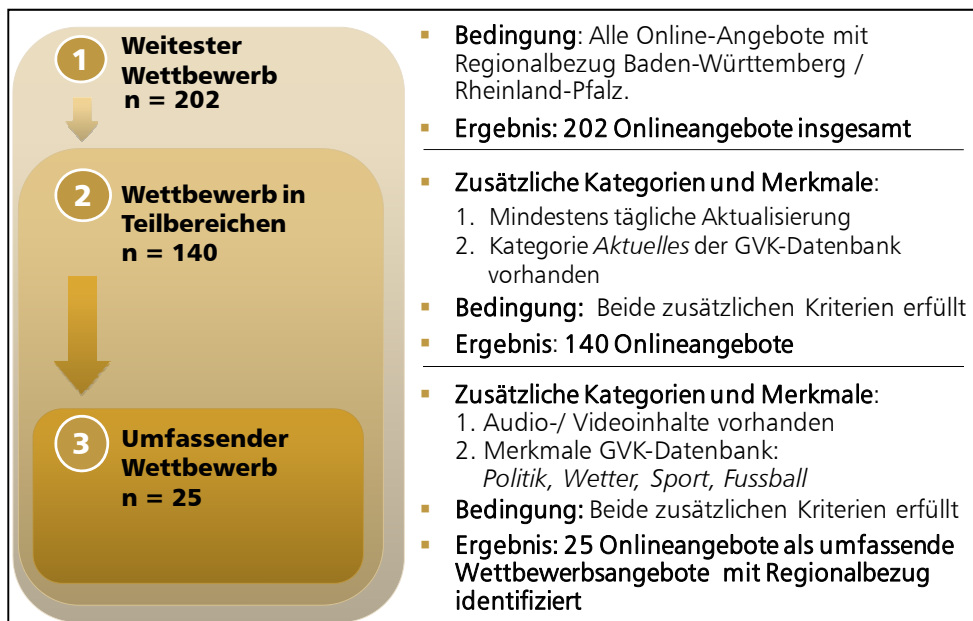 1
Weitester
Wettbewerb
n = 202
▪ Bedingung: Alle Online-Angebote mit
Regionalbezug Baden-Württemberg /
Rheinland-Pfalz.
▪ Ergebnis: 202 Onlineangebote insgesamt
2
Wettbewerb in
Teilbereichen
n = 140
▪ Zusätzliche Kategorien und Merkmale:
1. Mindestens tägliche Aktualisierung
2. Kategorie Aktuelles der GVK-Datenbank
vorhanden
▪ Bedingung: Beide zusätzlichen Kriterien erfüllt
▪ Ergebnis: 140 Onlineangebote
3
Umfassender
Wettbewerb
n = 25
▪ Zusätzliche Kategorien und Merkmale:
1. Audio-/ Videoinhalte vorhanden
2. Merkmale GVK-Datenbank:
Politik, Wetter, Sport, Fussball
▪ Bedingung: Beide zusätzlichen Kriterien erfüllt
▪ Ergebnis: 25 Onlineangebote als umfassende
Wettbewerbsangebote mit Regionalbezug
identifiziert